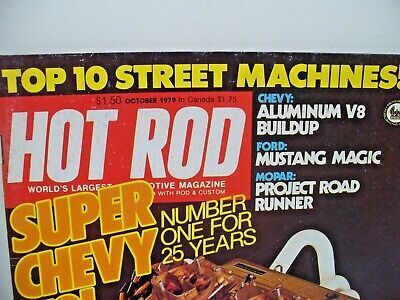 TOP 10 STREET MACHINES!
$1.50 OCTOBER 1979 In Canada $1.75
HOT ROD
WORLD'S LARGEST MAGAZINE
WITH ROD & CUSTOM
CHEVY:
ALUMINUM V8
BUILDUP
FORD:
MUSTANG MAGIC
MOPAR:
PROJECT ROAD
RUNNER
SUPER
CHEVY
NUMBER
ONE FOR
25 YEARS